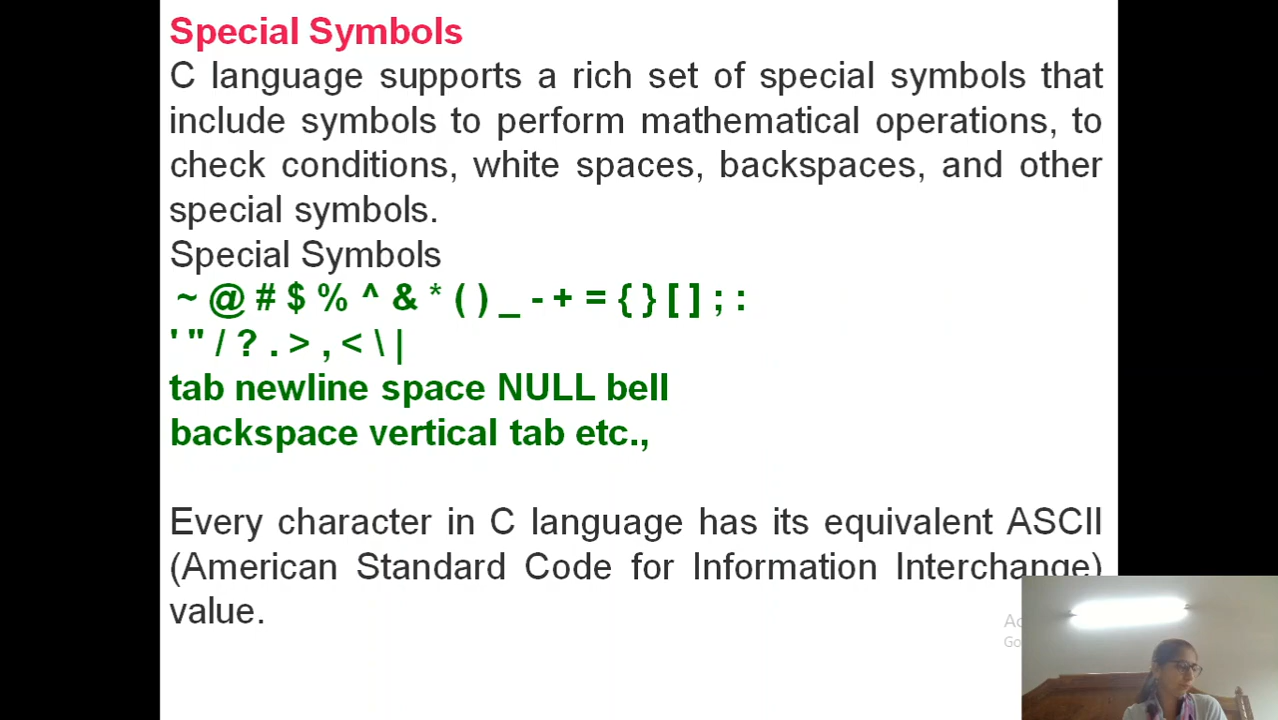 Special Symbols
C language supports a rich set of special symbols that
include symbols to perform mathematical operations, to
check conditions, white spaces, backspaces, and other
special symbols.
Special Symbols
~ @ # $ % ^ & * ( ) _ - + = { } [ ] ; :
' " / ? . > , < \ |
tab newline space NULL bell
backspace vertical tab etc.,
Every character in C language has its equivalent ASCII
(American Standard Code for Information Interchange)
value.